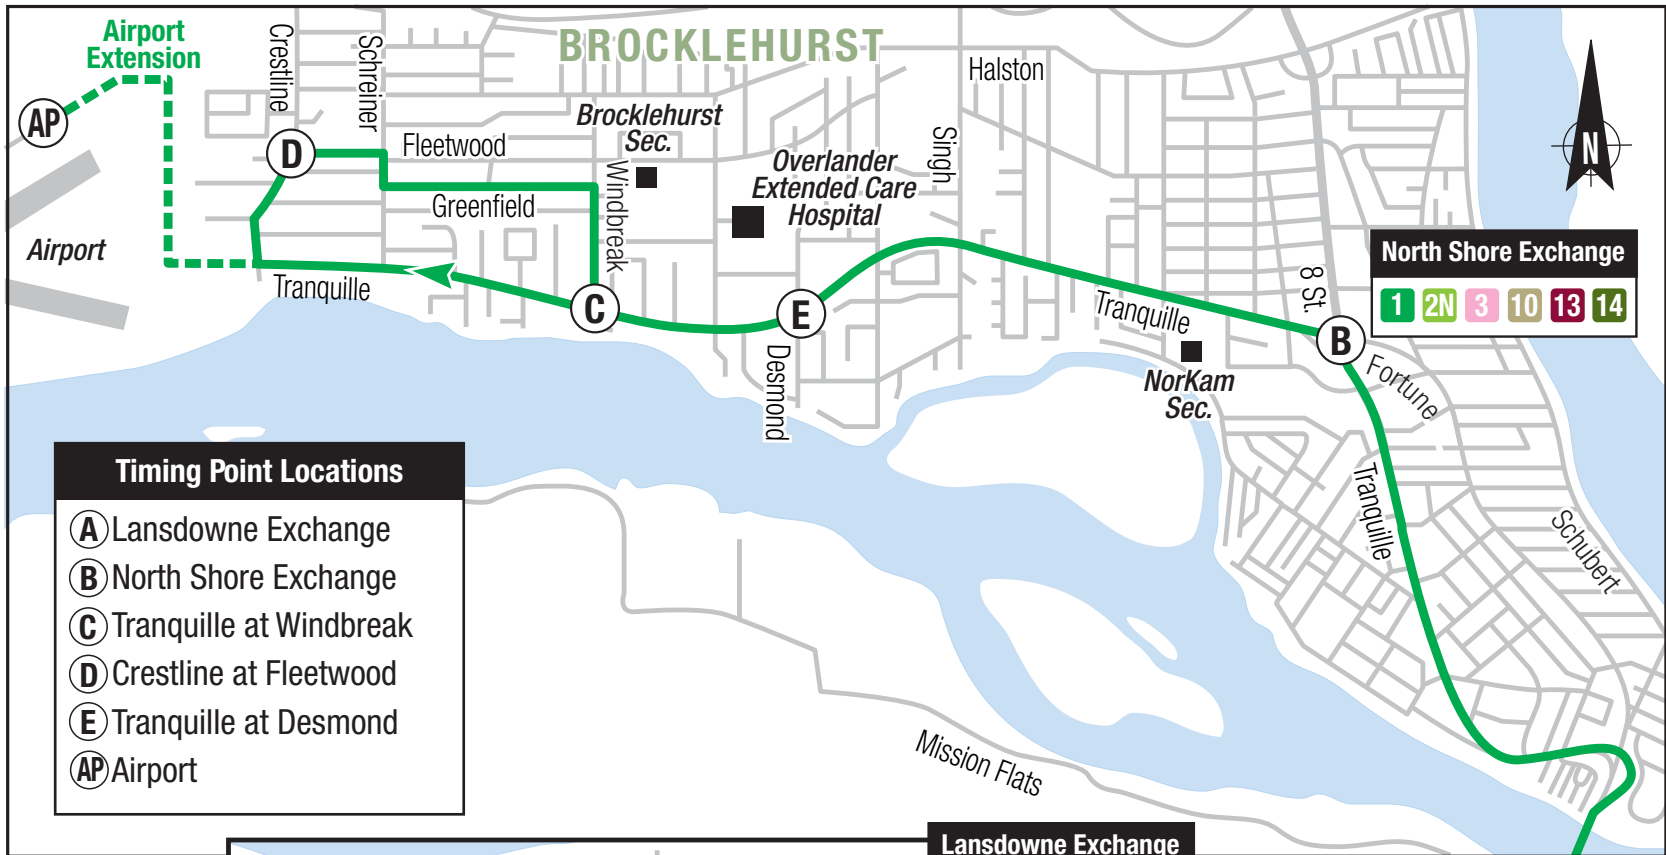 Airport
Extension
Crestline
Schreiner
BROCKLEHURST
Halston
AP
D
Fleetwood
Brocklehurst
Sec.
Windbreak
Overlander
Extended Care
Hospital
Singh
N
Greenfield
Airport
Tranquille
C
E
Desmond
Tranquille
8 St.
B
North Shore Exchange
1 2N 3 10 13 14
NorKam
Sec.
Fortune
Tranquille
Schubert
Timing Point Locations
A Lansdowne Exchange
B North Shore Exchange
C Tranquille at Windbreak
D Crestline at Fleetwood
E Tranquille at Desmond
AP Airport
Mission Flats
Lansdowne Exchange